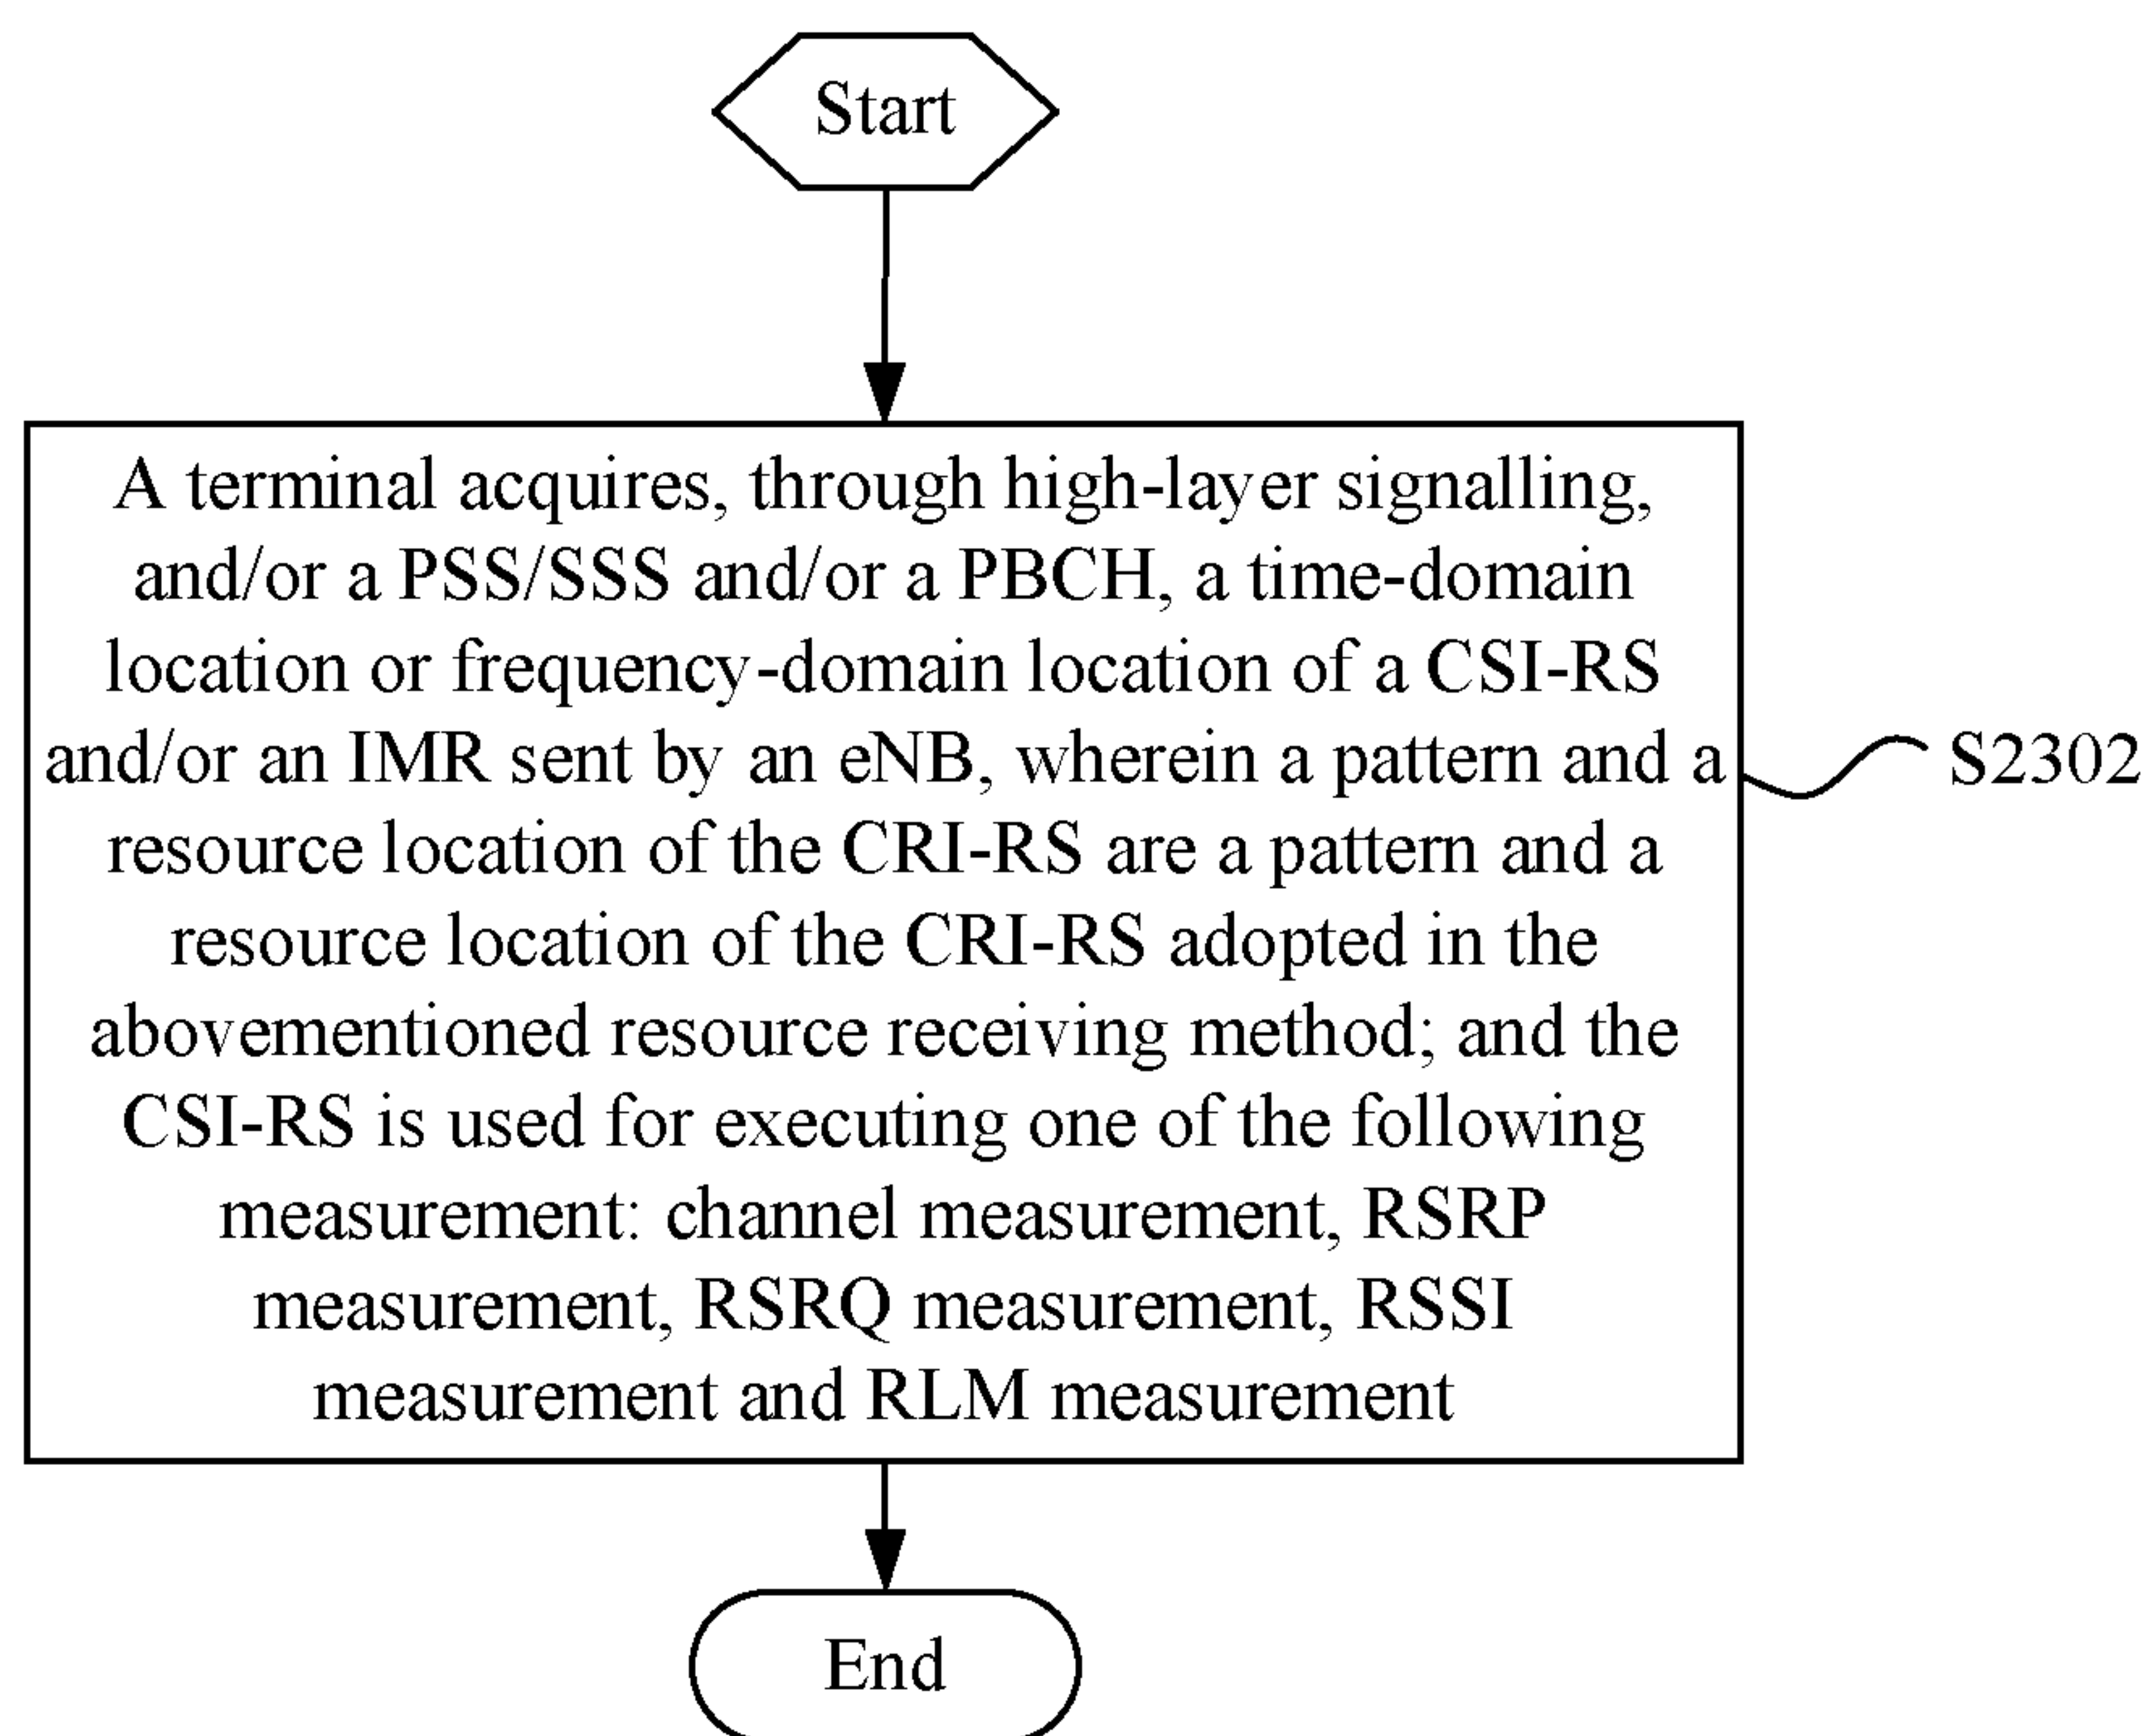 Start
A terminal acquires, through high-layer signalling,
and/or a PSS/SSS and/or a PBCH, a time-domain
location or frequency-domain location of a CSI-RS
and/or an IMR sent by an eNB, wherein a pattern and a
resource location of the CRI-RS are a pattern and a
resource location of the CRI-RS adopted in the
abovementioned resource receiving method; and the
CSI-RS is used for executing one of the following
measurement: channel measurement, RSRP
measurement, RSRQ measurement, RSSI
measurement and RLM measurement
S2302
End